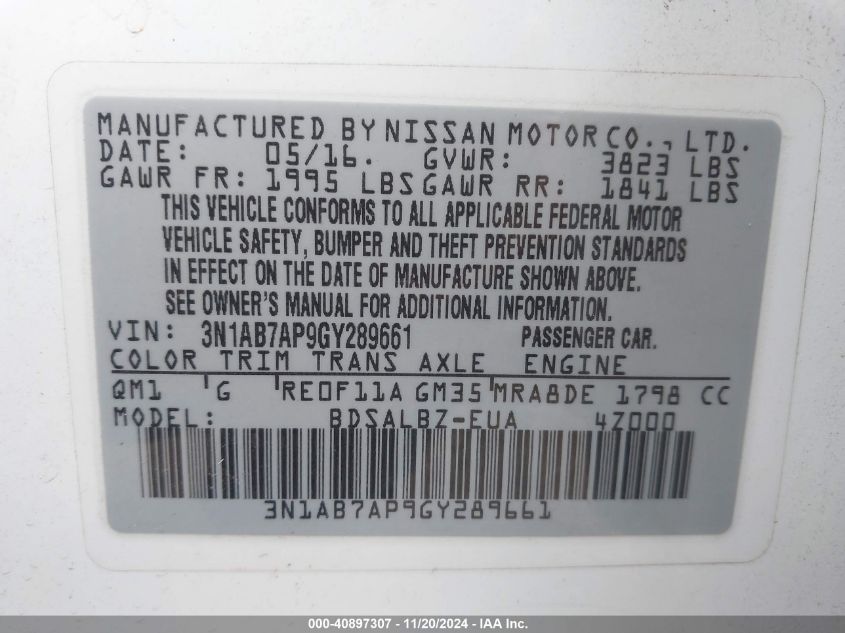 MANUFACTURED BY NISSAN MOTOR CO., LTD.
DATE: 05/16. GVWR: 3823 LBS
GAWR FR: 1995 LBS GAWR RR: 1841 LBS
THIS VEHICLE CONFORMS TO ALL APPLICABLE FEDERAL MOTOR
VEHICLE SAFETY, BUMPER AND THEFT PREVENTION STANDARDS
IN EFFECT ON THE DATE OF MANUFACTURE SHOWN ABOVE.
SEE OWNER'S MANUAL FOR ADDITIONAL INFORMATION.
VIN: 3N1AB7AP9GY289661 PASSENGER CAR.
COLOR TRIM TRANS AXLE ENGINE
QM1 G RE0F11A GM35 MRA8DE 1798 CC
MODEL: BDSALBZ-EUA 4Z000
3N1AB7AP9GY289661
000-40897307 - 11/20/2024 - IAA Inc.